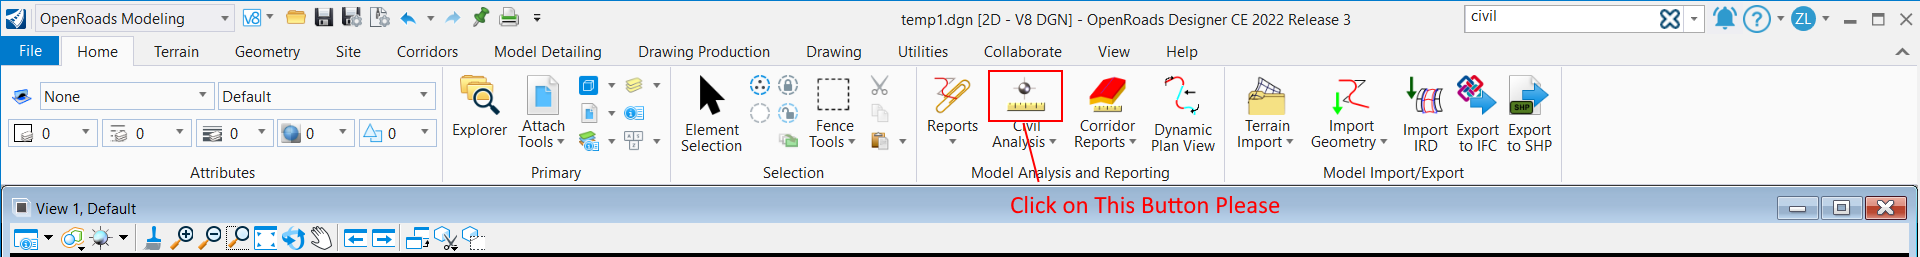 OpenRoads Modeling
V8
temp1.dgn [2D - V8 DGN] - OpenRoads Designer CE 2022 Release 3
civil
ZL
File Home Terrain Geometry Site Corridors Model Detailing Drawing Production Drawing Utilities Collaborate View Help
None Default
0 0 0 0 0
Explorer
Attach Tools
Element Selection
Fence Tools
Reports
Civil Analysis
Corridor Reports
Dynamic Plan View
Terrain Import
Import Geometry
Import IRD
Export to IFC
SHP
Export to SHP
Attributes Primary Selection Model Analysis and Reporting Model Import/Export
View 1, Default
Click on This Button Please